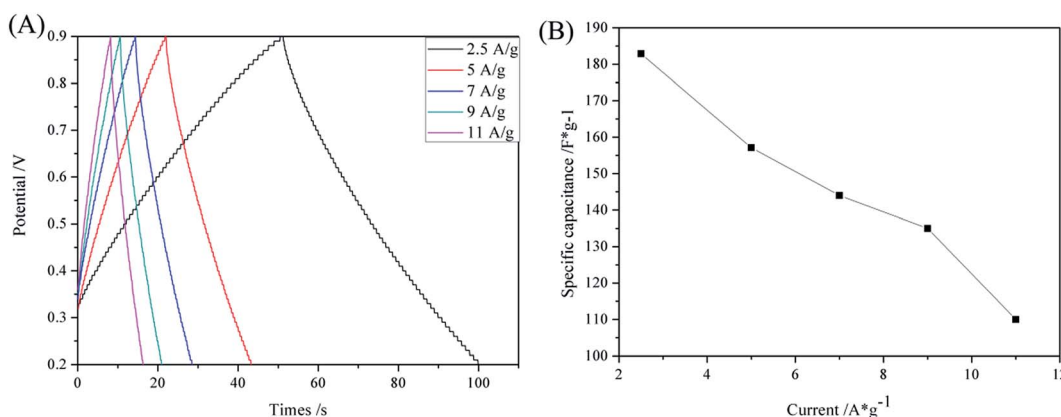 (A)
0.9
0.8
0.7
0.6
0.5
0.4
0.3
0.2
Potential /V
0
20
40
60
80
100
Times /s
2.5 A/g
5 A/g
7 A/g
9 A/g
11 A/g
(B)
190
180
170
160
150
140
130
120
110
100
Specific capacitance /F*g-1
2
4
6
8
10
12
Current /A*g-1